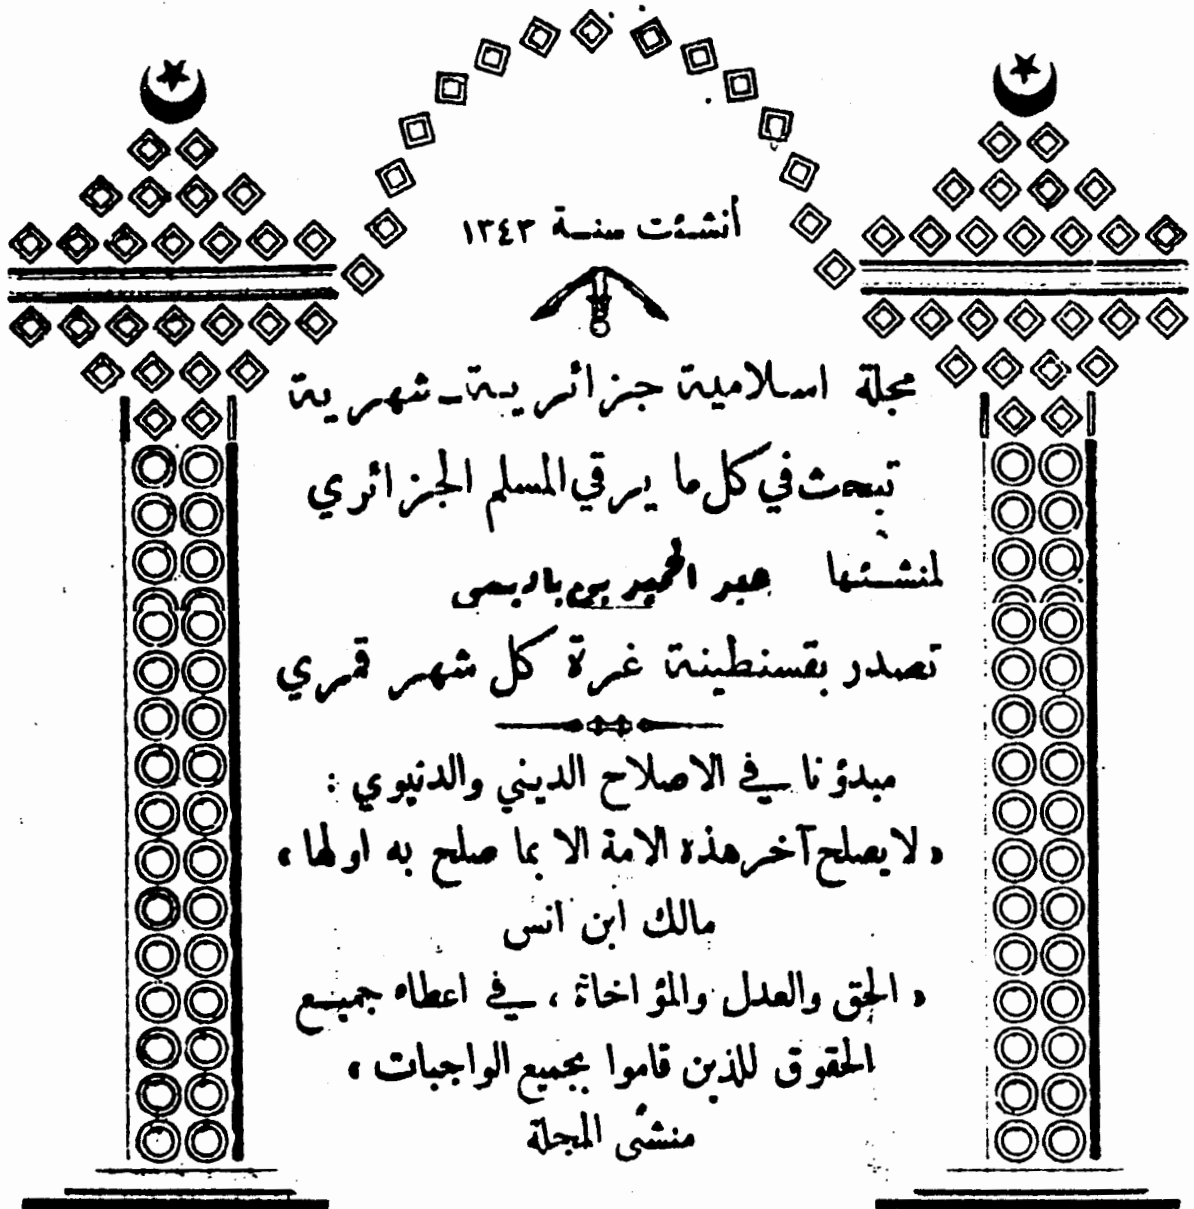 أنشئت سنة ١٣٤٣
مجلة اسلامية جزائرية ـ شهرية
تبحث في كل ما يرقي المسلم الجزائري
لمنشئها عبد الحميد بن باديس
تصدر بقسنطينة غرة كل شهر قمري
مبدؤنا في الاصلاح الديني والدنيوي :
« لا يصلح آخر هذه الامة الا بما صلح به اولها »
مالك ابن انس
« الحق والعدل والمؤاخاة ، في اعطاء جميع
الحقوق للذين قاموا بجميع الواجبات »
منشئ المجلة